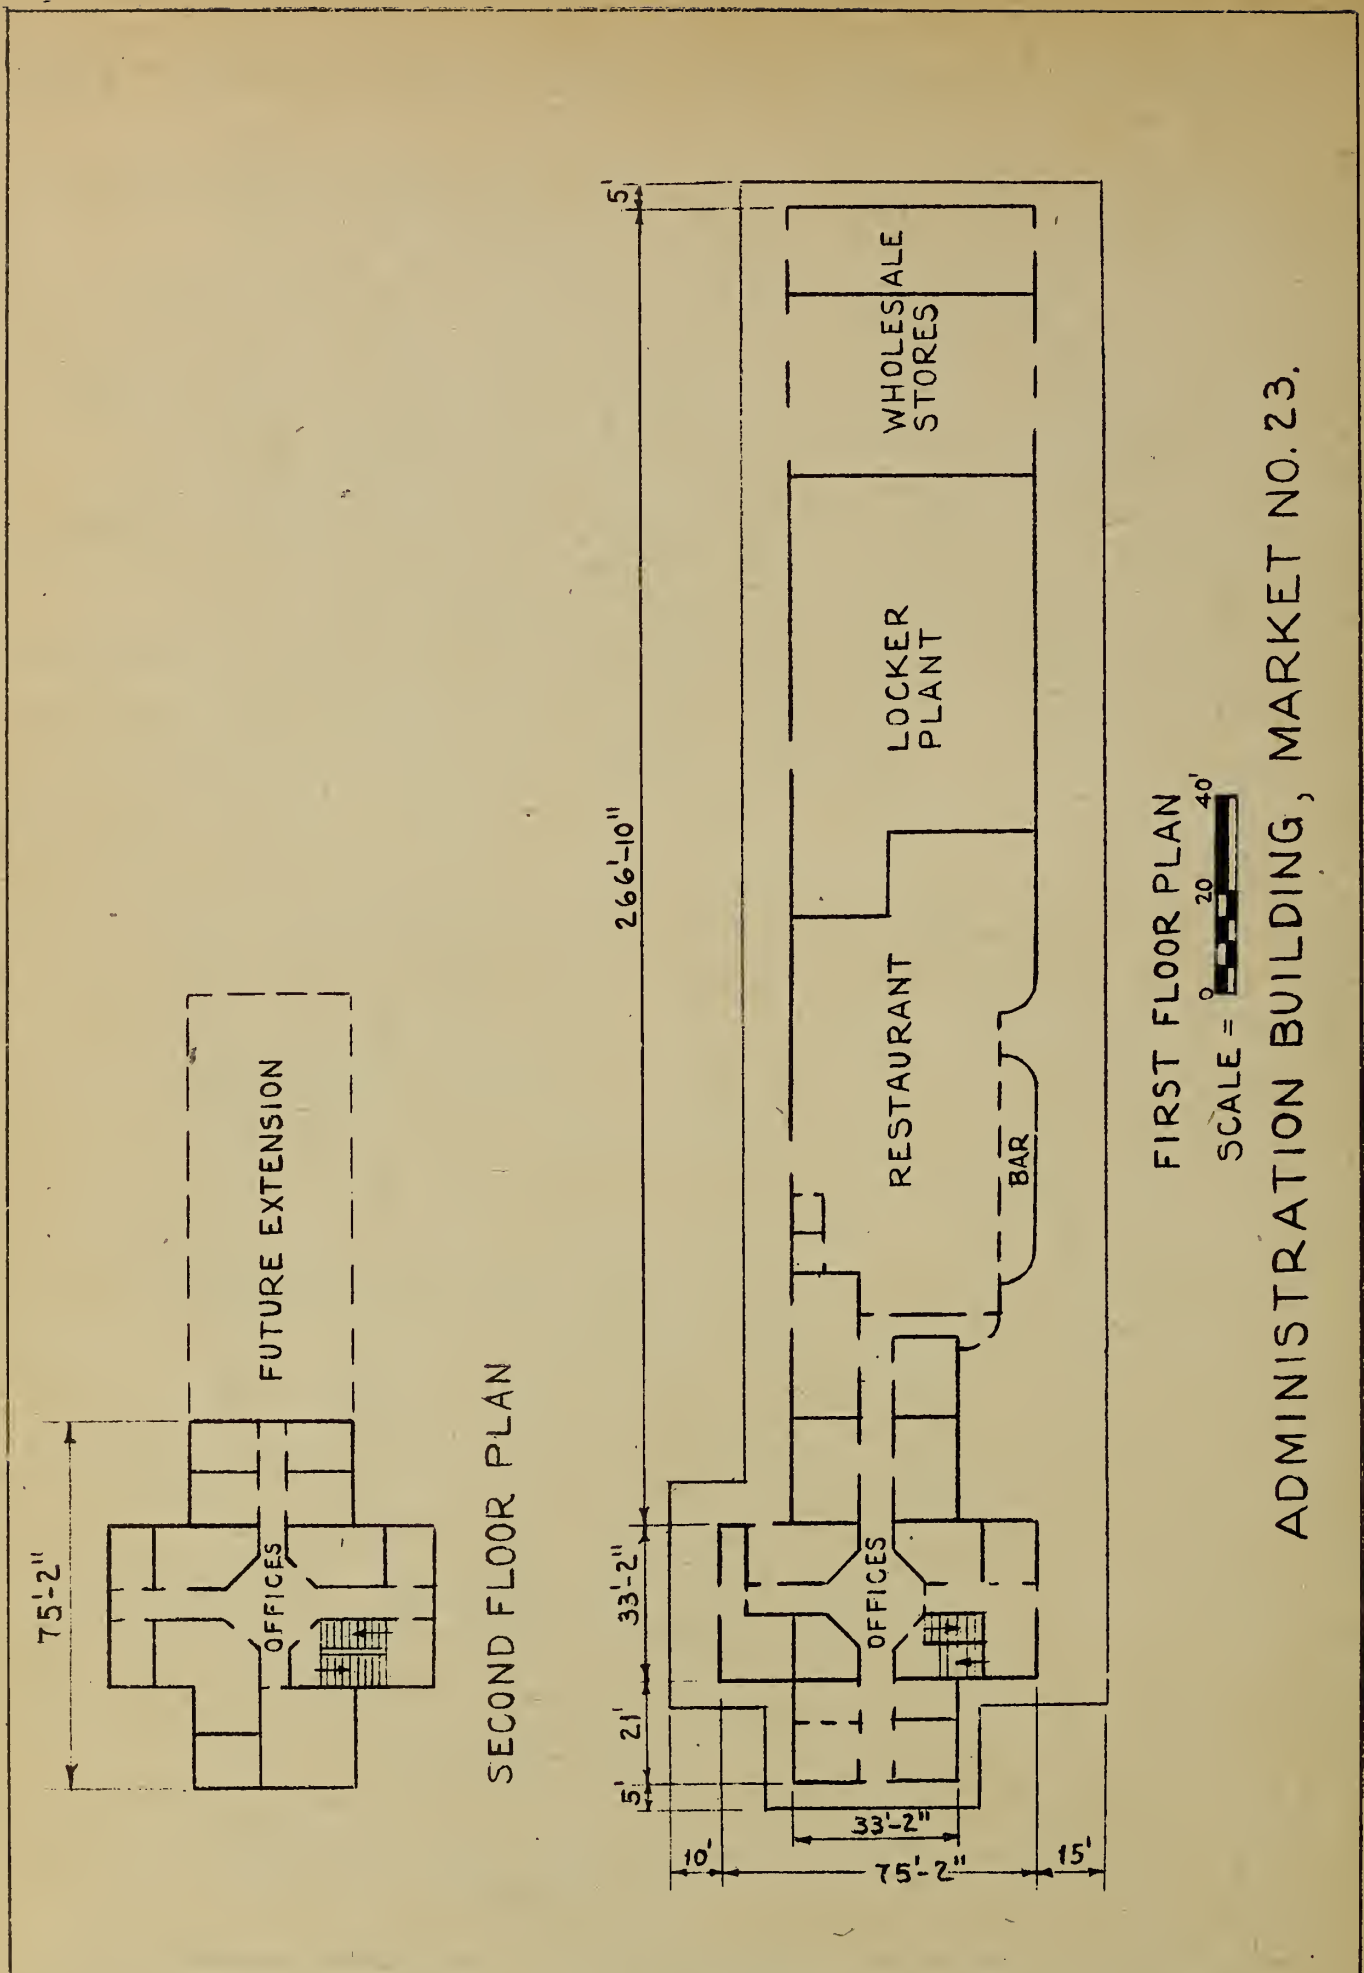 75'-2"
FUTURE EXTENSION
OFFICES
SECOND FLOOR PLAN
5'
266'-10"
33'-2"
21'
5'
WHOLESALE
STORES
LOCKER
PLANT
RESTAURANT
BAR
OFFICES
33'-2"
10'
75'-2"
15'
FIRST FLOOR PLAN
SCALE = 0 20 40'
ADMINISTRATION BUILDING, MARKET NO. 23.